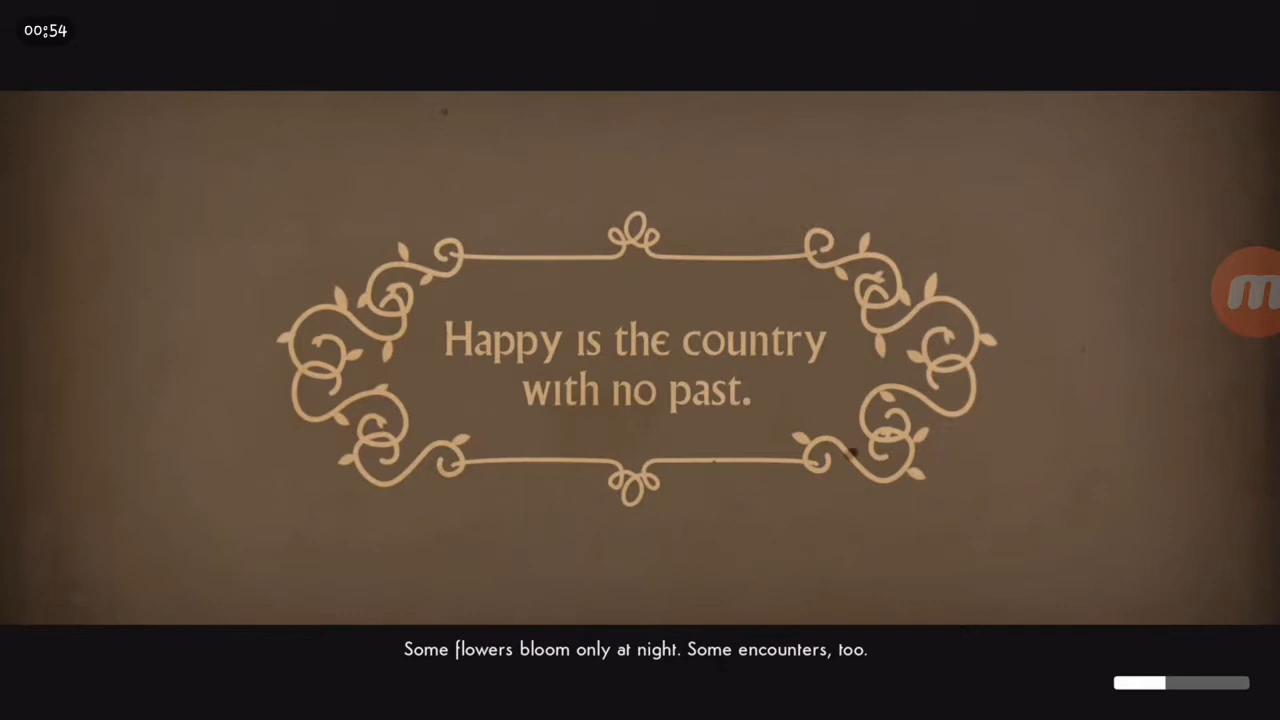 00:54
Happy is the country
with no past.
Some flowers bloom only at night. Some encounters, too.